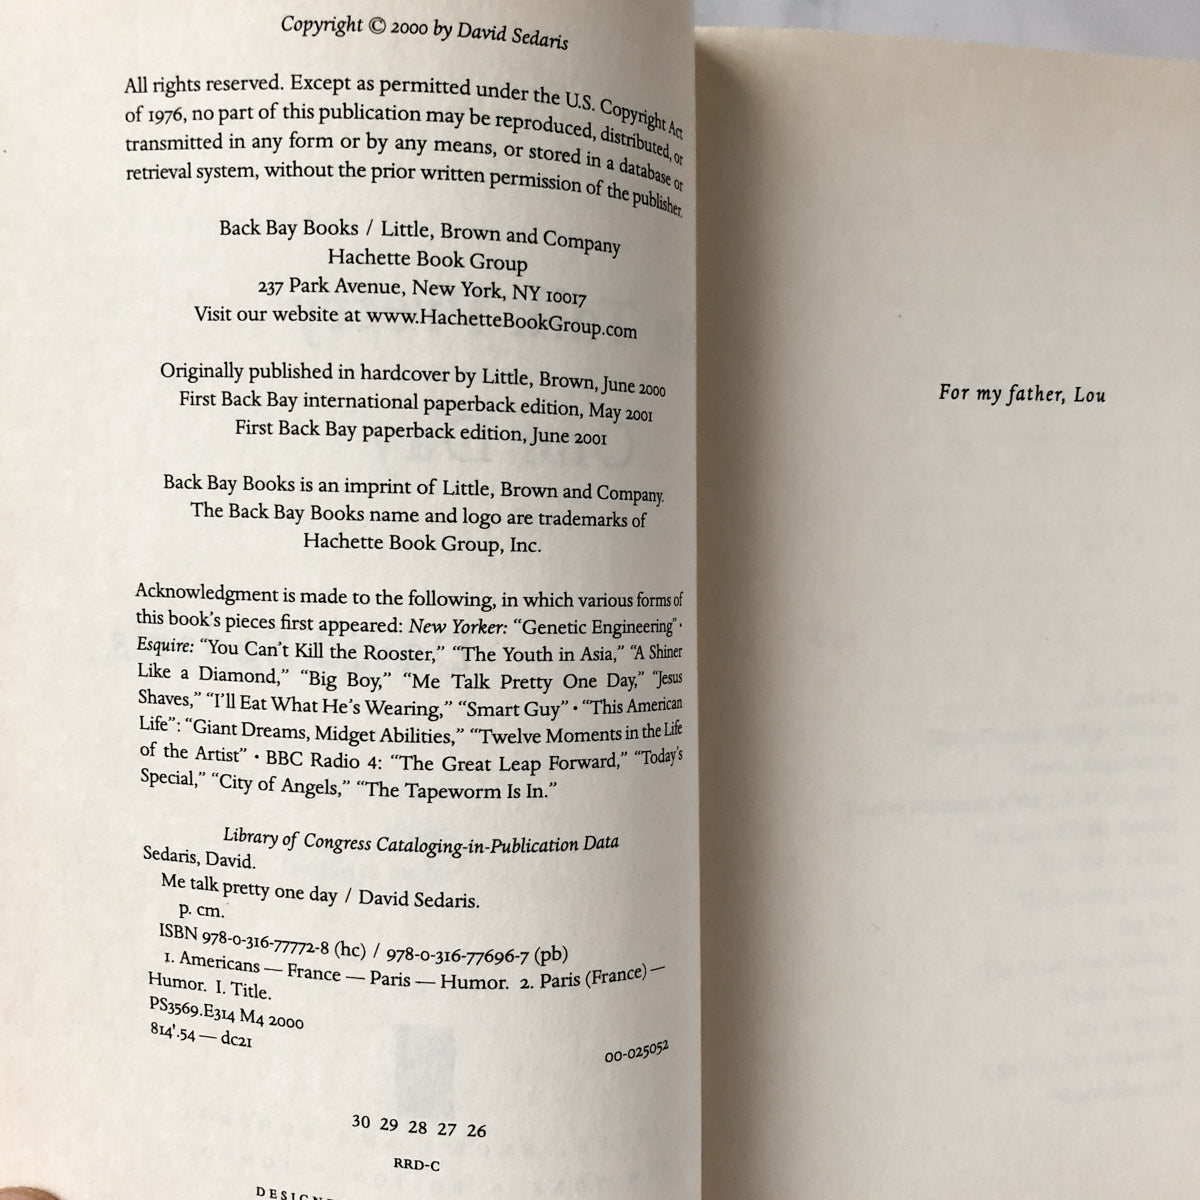 Copyright © 2000 by David Sedaris
All rights reserved. Except as permitted under the U.S. Copyright Act
of 1976, no part of this publication may be reproduced, distributed, or
transmitted in any form or by any means, or stored in a database or
retrieval system, without the prior written permission of the publisher.
Back Bay Books / Little, Brown and Company
Hachette Book Group
237 Park Avenue, New York, NY 10017
Visit our website at www.HachetteBookGroup.com
Originally published in hardcover by Little, Brown, June 2000
First Back Bay international paperback edition, May 2001
First Back Bay paperback edition, June 2001
Back Bay Books is an imprint of Little, Brown and Company.
The Back Bay Books name and logo are trademarks of
Hachette Book Group, Inc.
Acknowledgment is made to the following, in which various forms of
this book's pieces first appeared: New Yorker: “Genetic Engineering” •
Esquire: “You Can't Kill the Rooster,” “The Youth in Asia,” “A Shiner
Like a Diamond,” “Big Boy,” “Me Talk Pretty One Day,” “Jesus
Shaves,” “I'll Eat What He's Wearing,” “Smart Guy” • “This American
Life”: “Giant Dreams, Midget Abilities,” “Twelve Moments in the Life
of the Artist” • BBC Radio 4: “The Great Leap Forward,” “Today's
Special,” “City of Angels,” “The Tapeworm Is In.”
Library of Congress Cataloging-in-Publication Data
Sedaris, David.
Me talk pretty one day / David Sedaris.
p. cm.
ISBN 978-0-316-77772-8 (hc) / 978-0-316-77696-7 (pb)
1. Americans — France — Paris — Humor. 2. Paris (France) —
Humor. I. Title.
PS3569.E314 M4 2000
814'.54 — dc21
00-025052
30 29 28 27 26
RRD-C
For my father, Lou